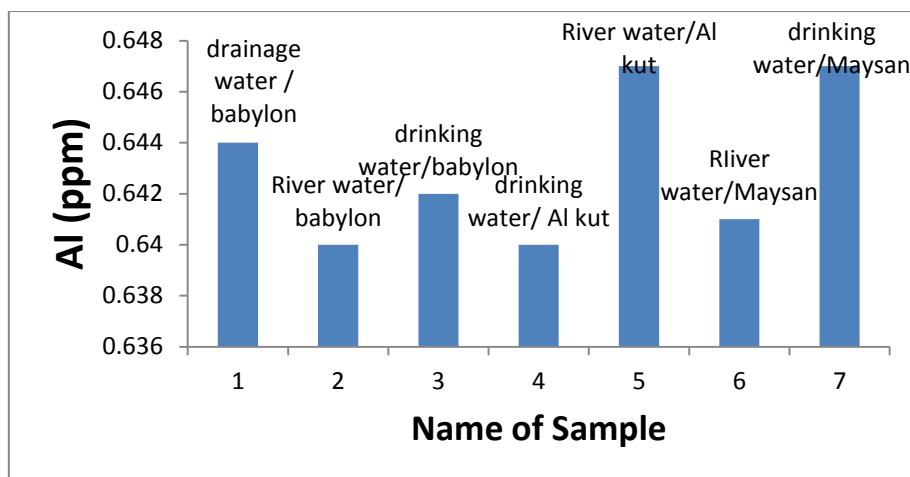 0.648
0.646
0.644
0.642
0.64
0.638
0.636
Al (ppm)
drainage
water /
babylon
River water/
babylon
drinking
water/babylon
drinking
water/ Al kut
River water/Al
kut
RIiver
water/Maysan
drinking
water/Maysan
1 2 3 4 5 6 7
Name of Sample